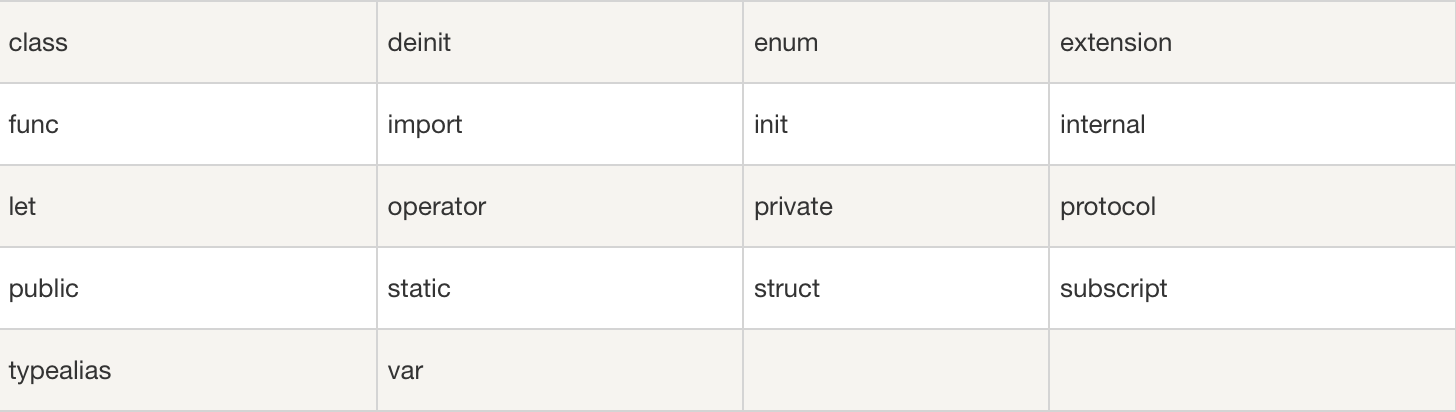 class deinit enum extension
func import init internal
let operator private protocol
public static struct subscript
typealias var